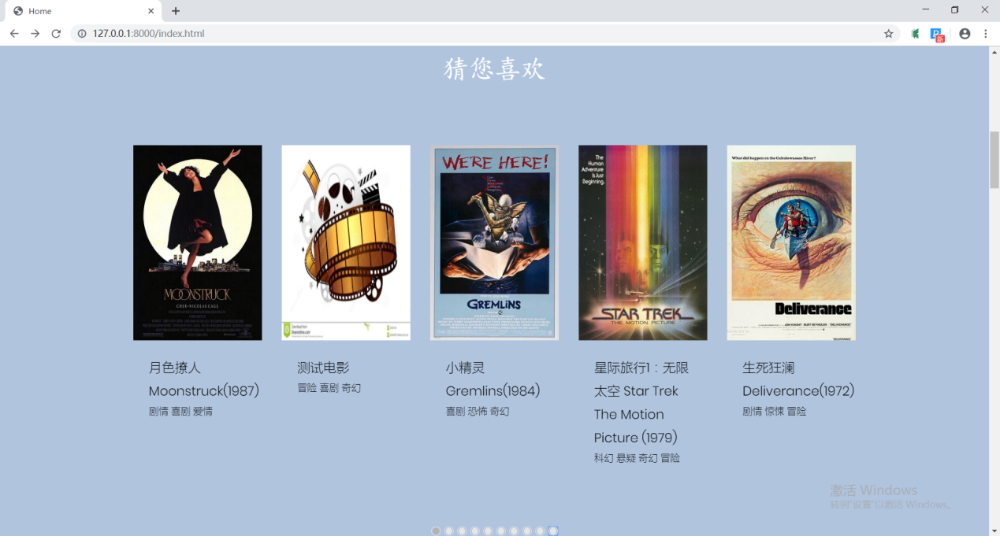 Home
127.0.0.1:8000/index.html
新
猜您喜欢
MOONSTRUCK
CHER · NICOLAS CAGE
WE'RE HERE!
GREMLINS
The
Human
Adventure
Is Just
Beginning.
STAR TREK
THE MOTION PICTURE
What did happen on the Cahulawassee River?
Deliverance
JON VOIGHT BURT REYNOLDS "DELIVERANCE"
月色撩人
Moonstruck(1987)
剧情 喜剧 爱情
测试电影
冒险 喜剧 奇幻
小精灵
Gremlins(1984)
喜剧 恐怖 奇幻
星际旅行1：无限
太空 Star Trek
The Motion
Picture (1979)
科幻 悬疑 奇幻 冒险
生死狂澜
Deliverance(1972)
剧情 惊悚 冒险
激活 Windows
转到"设置"以激活 Windows。